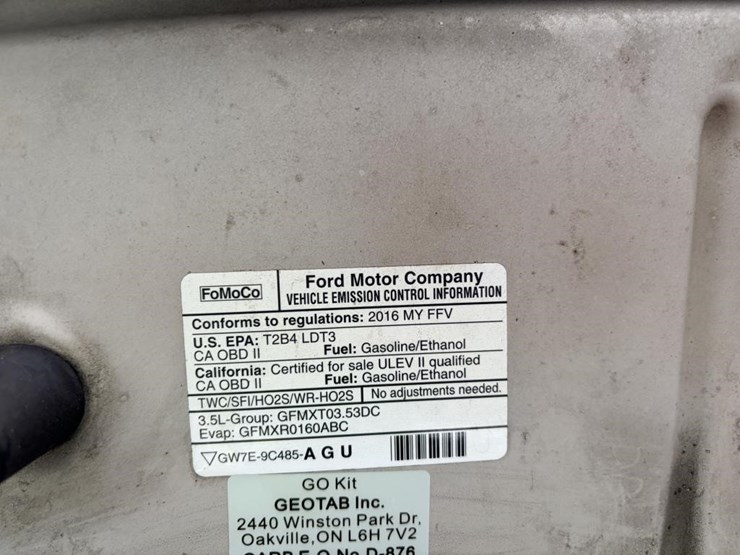 FoMoCo
Ford Motor Company
VEHICLE EMISSION CONTROL INFORMATION
Conforms to regulations: 2016 MY FFV
U.S. EPA: T2B4 LDT3
CA OBD II Fuel: Gasoline/Ethanol
California: Certified for sale ULEV II qualified
CA OBD II Fuel: Gasoline/Ethanol
TWC/SFI/HO2S/WR-HO2S No adjustments needed.
3.5L-Group: GFMXT03.53DC
Evap: GFMXR0160ABC
GW7E-9C485-A G U
GO Kit
GEOTAB Inc.
2440 Winston Park Dr,
Oakville,ON L6H 7V2
CARB E.O No D-876